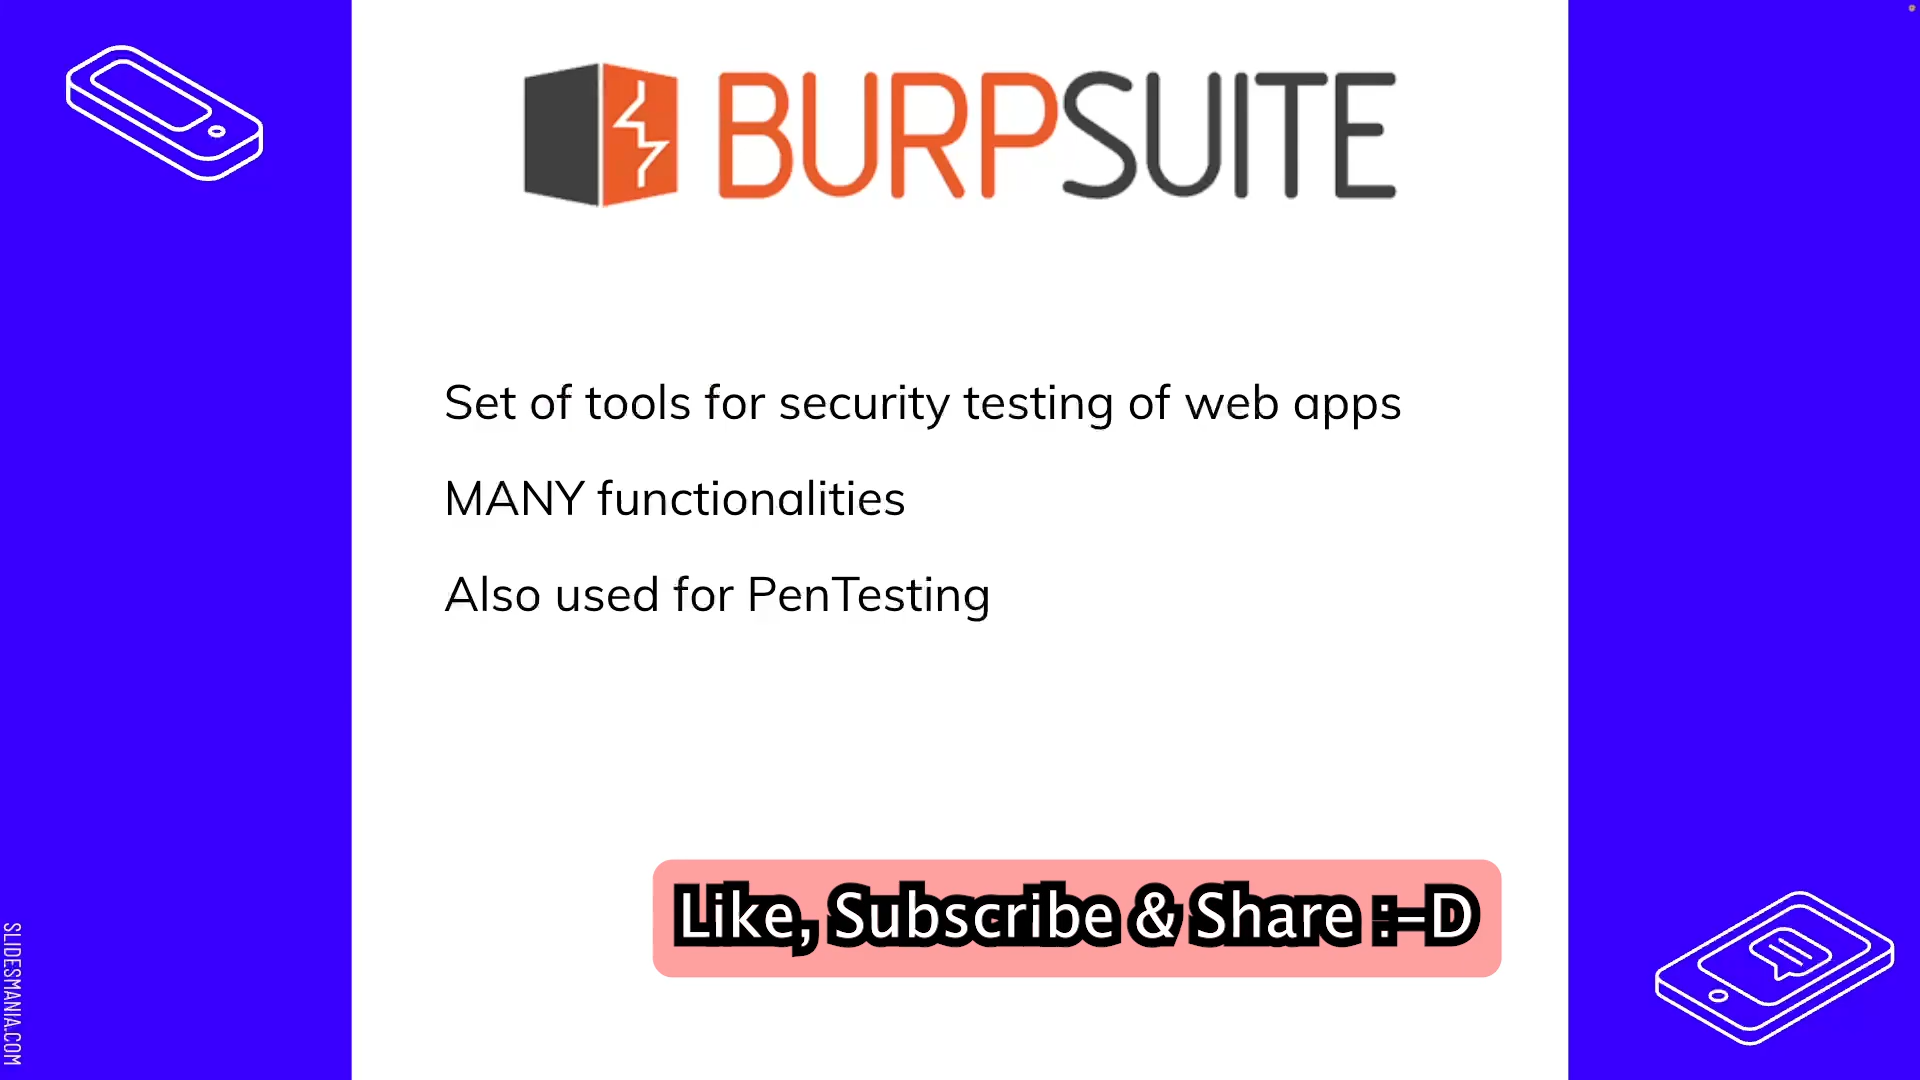 BURPSUITE
Set of tools for security testing of web apps
MANY functionalities
Also used for PenTesting
Like, Subscribe & Share :=D
SLIDESMANIA.COM